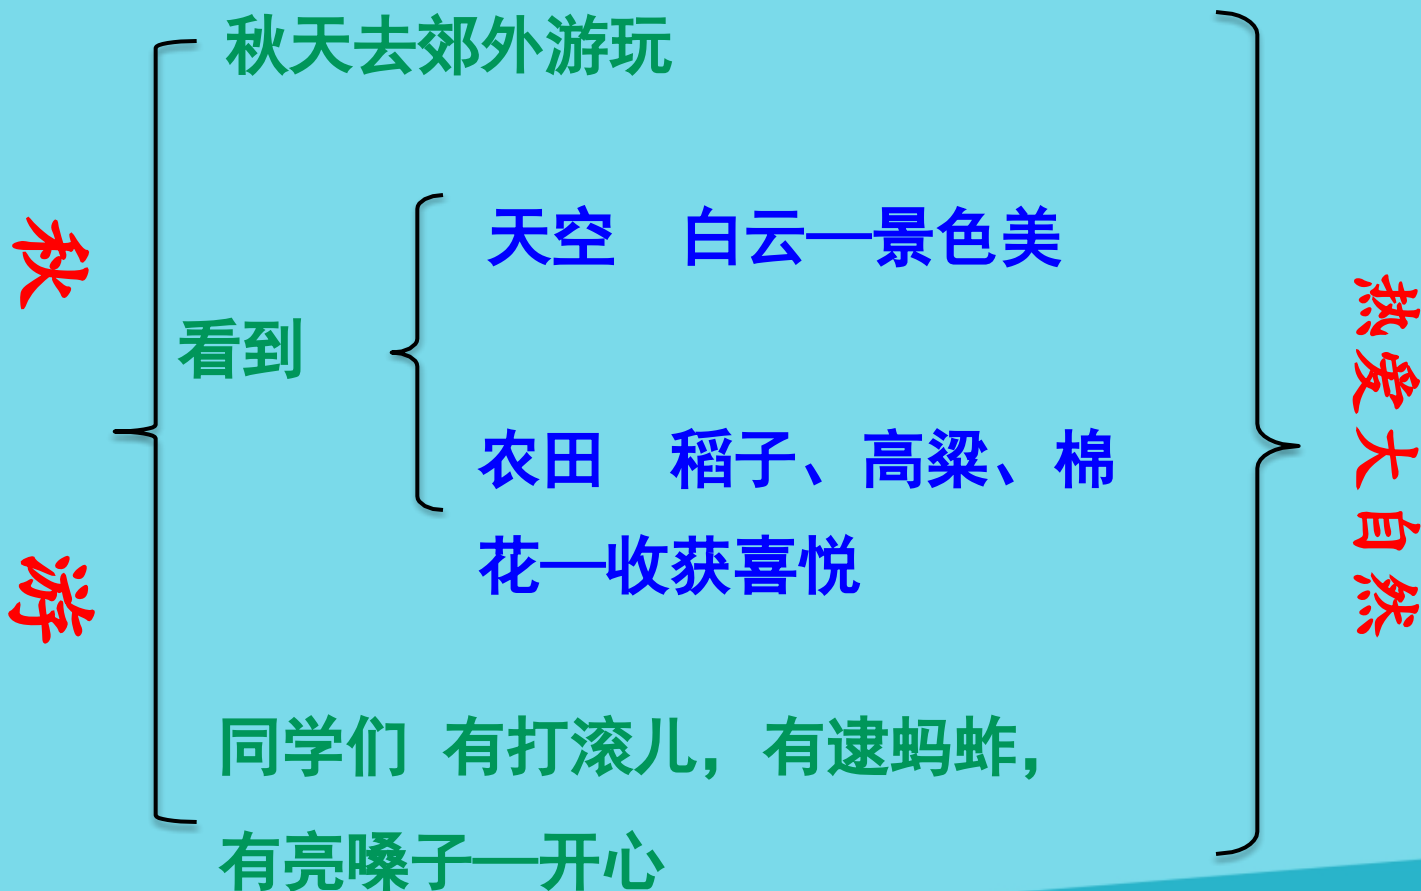 秋游
秋天去郊外游玩
看到
天空 白云—景色美
农田 稻子、高粱、棉
花—收获喜悦
同学们 有打滚儿，有逮蚂蚱，
有亮嗓子—开心
热爱大自然